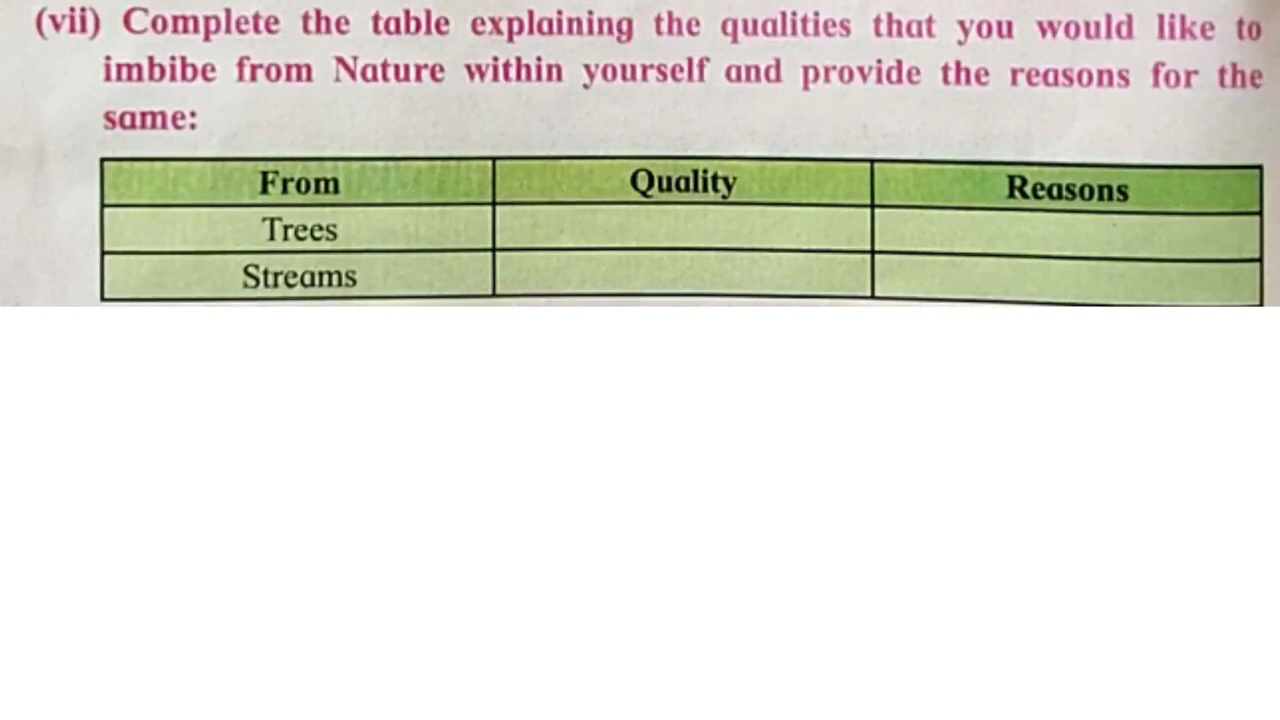 (vii) Complete the table explaining the qualities that you would like to
imbibe from Nature within yourself and provide the reasons for the
same:
From Quality Reasons
Trees
Streams